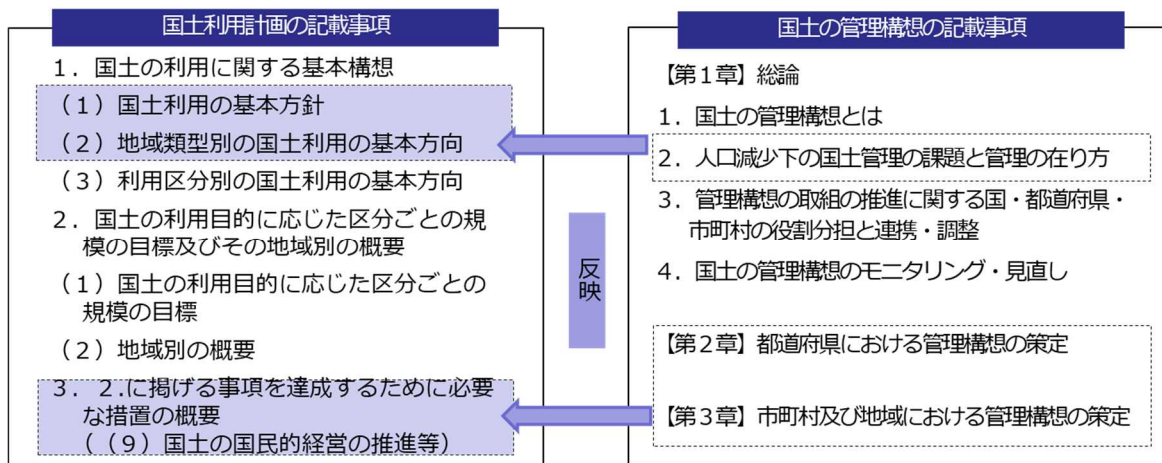 国土利用計画の記載事項
1．国土の利用に関する基本構想
（1）国土利用の基本方針
（2）地域類型別の国土利用の基本方向
（3）利用区分別の国土利用の基本方向
2．国土の利用目的に応じた区分ごとの規
模の目標及びその地域別の概要
（1）国土の利用目的に応じた区分ごとの
規模の目標
（2）地域別の概要
3．2.に掲げる事項を達成するために必要
な措置の概要
（（9）国土の国民的経営の推進等）
反映
国土の管理構想の記載事項
【第1章】総論
1．国土の管理構想とは
2．人口減少下の国土管理の課題と管理の在り方
3．管理構想の取組の推進に関する国・都道府県・
市町村の役割分担と連携・調整
4．国土の管理構想のモニタリング・見直し
【第2章】都道府県における管理構想の策定
【第3章】市町村及び地域における管理構想の策定